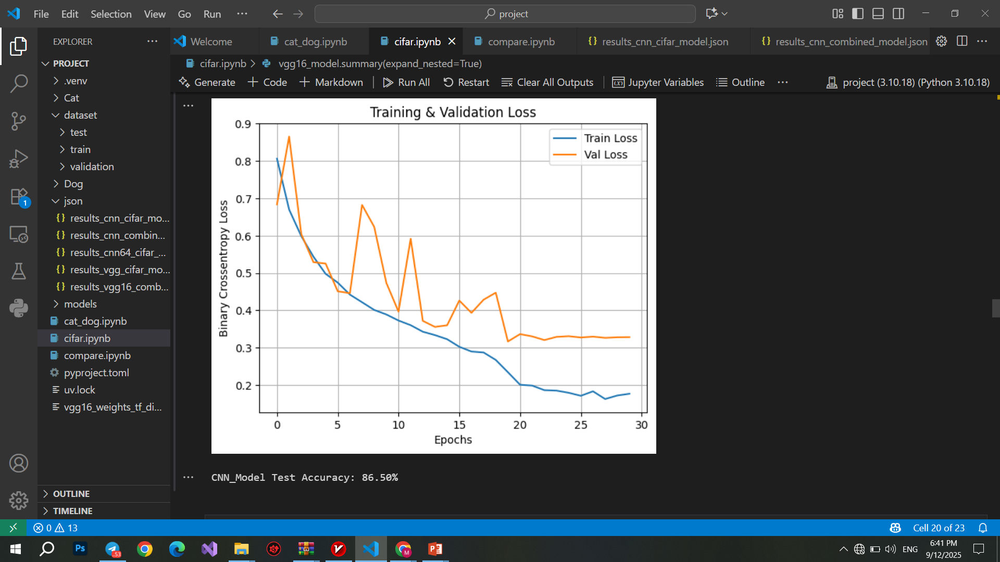 File Edit Selection View Go Run ···
project
EXPLORER ···
Welcome
cat_dog.ipynb
cifar.ipynb
compare.ipynb
{} results_cnn_cifar_model.json
{} results_cnn_combined_model.json
cifar.ipynb > vgg16_model.summary(expand_nested=True)
Generate + Code + Markdown | Run All Restart Clear All Outputs | Jupyter Variables Outline ··· project (3.10.18) (Python 3.10.18)
PROJECT
.venv
Cat
dataset
test
train
validation
Dog
json
{} results_cnn_cifar_mo...
{} results_cnn_combin...
{} results_cnn64_cifar_...
{} results_vgg_cifar_mo...
{} results_vgg16_comb...
models
cat_dog.ipynb
cifar.ipynb
compare.ipynb
pyproject.toml
uv.lock
vgg16_weights_tf_di...
OUTLINE
TIMELINE
1
Training & Validation Loss
Train Loss
Val Loss
Binary Crossentropy Loss
0.9
0.8
0.7
0.6
0.5
0.4
0.3
0.2
0 5 10 15 20 25 30
Epochs
CNN_Model Test Accuracy: 86.50%
0 13
Cell 20 of 23
Ps
..53
M
P
ENG
6:41 PM
9/12/2025